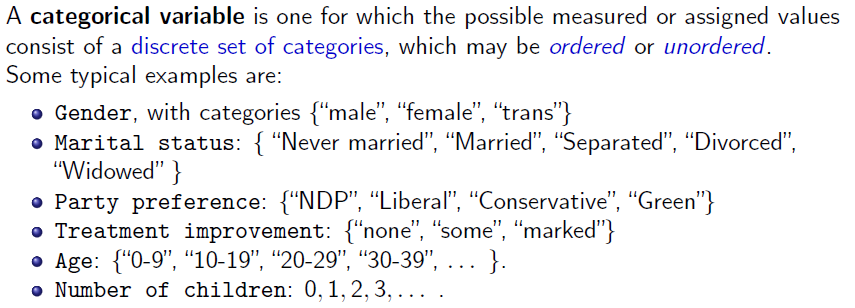 A categorical variable is one for which the possible measured or assigned values
consist of a discrete set of categories, which may be ordered or unordered.
Some typical examples are:
Gender, with categories {“male”, “female”, “trans”}
Marital status: { “Never married”, “Married”, “Separated”, “Divorced”,
“Widowed” }
Party preference: {“NDP”, “Liberal”, “Conservative”, “Green”}
Treatment improvement: {“none”, “some”, “marked”}
Age: {“0-9”, “10-19”, “20-29”, “30-39”, . . . }.
Number of children: 0, 1, 2, 3, . . . .